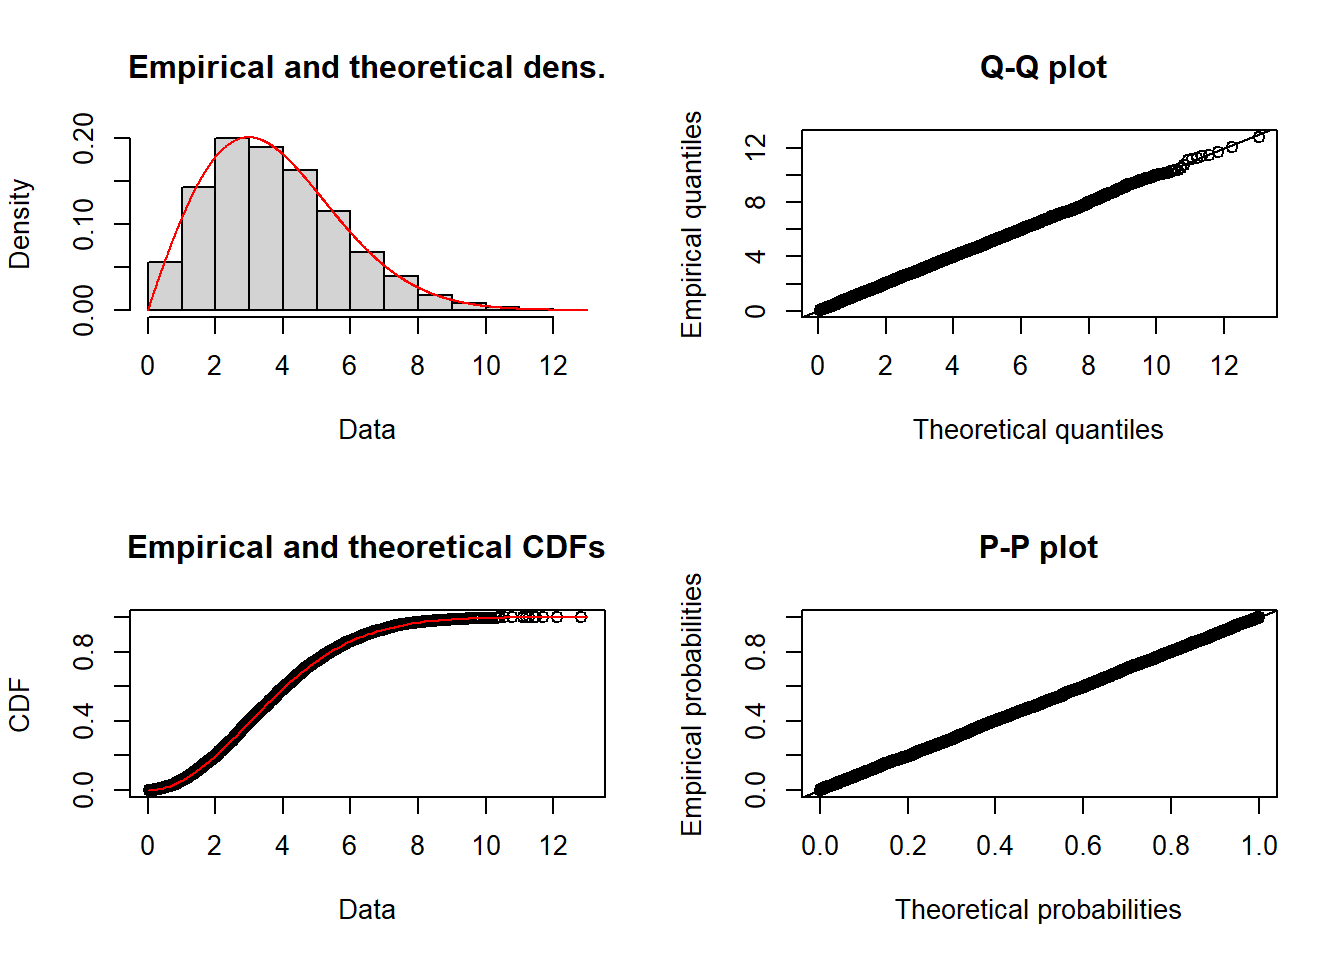 Empirical and theoretical dens.
Density
0.00 0.10 0.20
0 2 4 6 8 10 12
Data
Q-Q plot
Empirical quantiles
0 4 8 12
0 2 4 6 8 10 12
Theoretical quantiles
Empirical and theoretical CDFs
CDF
0.0 0.4 0.8
0 2 4 6 8 10 12
Data
P-P plot
Empirical probabilities
0.0 0.4 0.8
0.0 0.2 0.4 0.6 0.8 1.0
Theoretical probabilities